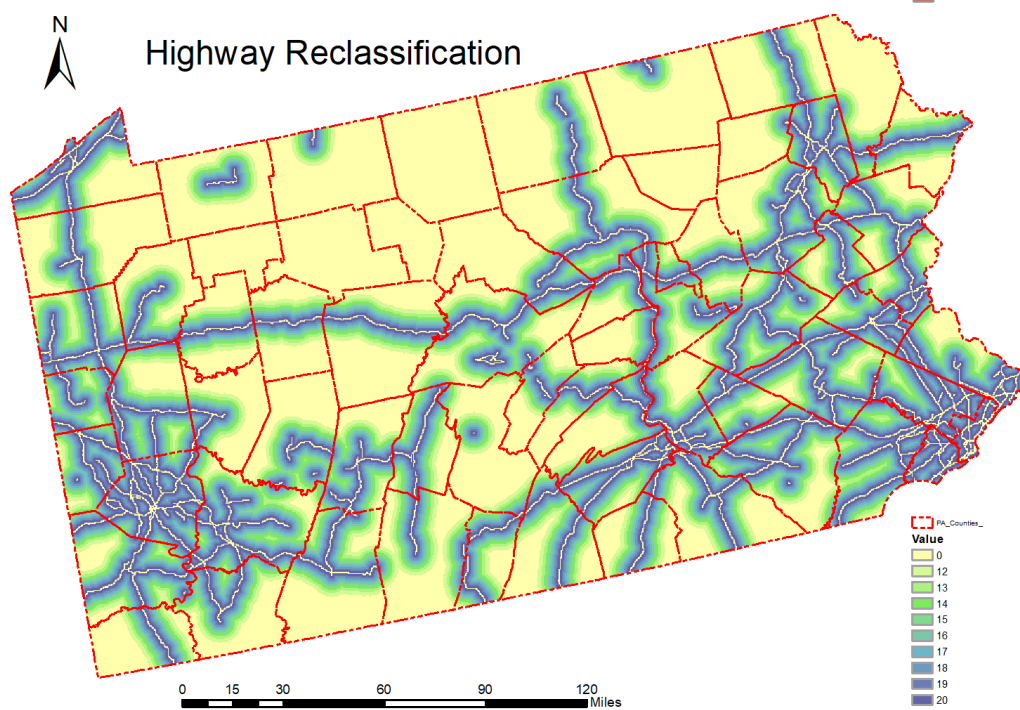 N
Highway Reclassification
PA_Counties_
Value
0
12
13
14
15
16
17
18
19
20
0 15 30 60 90 120
Miles